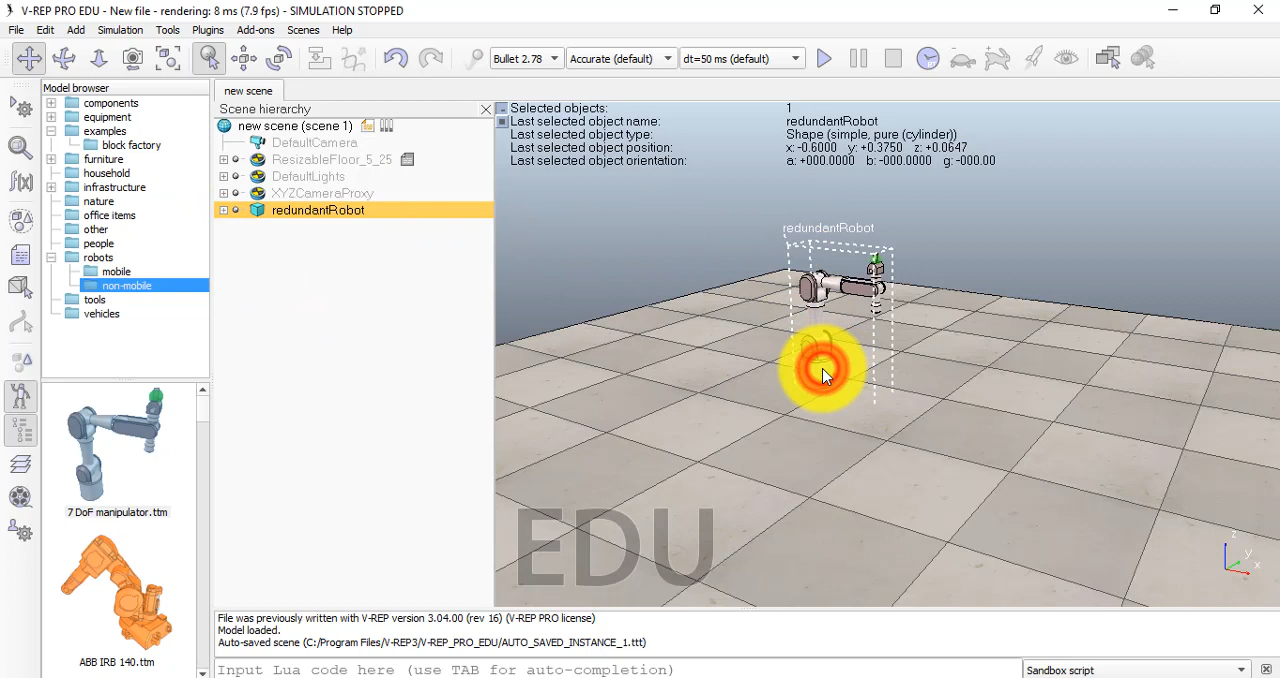 V-REP PRO EDU - New file - rendering: 8 ms (7.9 fps) - SIMULATION STOPPED
File Edit Add Simulation Tools Plugins Add-ons Scenes Help
Bullet 2.78 Accurate (default) dt=50 ms (default)
Model browser
components
equipment
examples
block factory
furniture
household
infrastructure
nature
office items
other
people
robots
mobile
non-mobile
tools
vehicles
7 DoF manipulator.ttm
ABB IRB 140.ttm
new scene
Scene hierarchy
new scene (scene 1)
DefaultCamera
ResizableFloor_5_25
DefaultLights
XYZCameraProxy
redundantRobot
Selected objects: 1
Last selected object name: redundantRobot
Last selected object type: Shape (simple, pure (cylinder))
Last selected object position: x: -0.6000 y: +0.3750 z: +0.0647
Last selected object orientation: a: +000.0000 b: -000.0000 g: -000.00
redundantRobot
EDU
z
y
x
File was previously written with V-REP version 3.04.00 (rev 16) (V-REP PRO license)
Model loaded.
Auto-saved scene (C:/Program Files/V-REP3/V-REP_PRO_EDU/AUTO_SAVED_INSTANCE_1.ttt)
Input Lua code here (use TAB for auto-completion)
Sandbox script